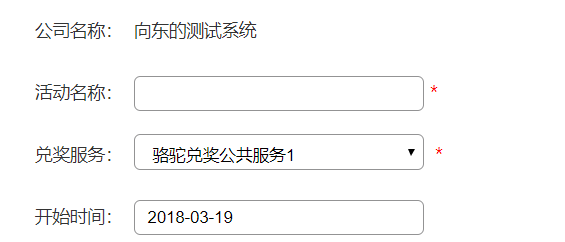 公司名称： 向东的测试系统
活动名称： *
兑奖服务： 骆驼兑奖公共服务1 *
开始时间： 2018-03-19